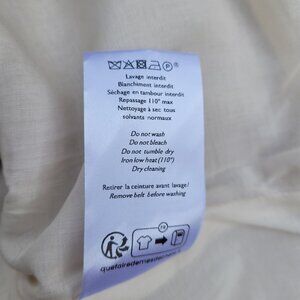 Lavage interdit
Blanchiment interdit
Séchage en tambour interdit
Repassage 110° max
Nettoyage à sec tous
solvants normaux
Do not wash
Do not bleach
Do not tumble dry
Iron low heat (110°)
Dry cleaning
Retirer la ceinture avant lavage/
Remove belt before washing
FR
quefairedemesdechets